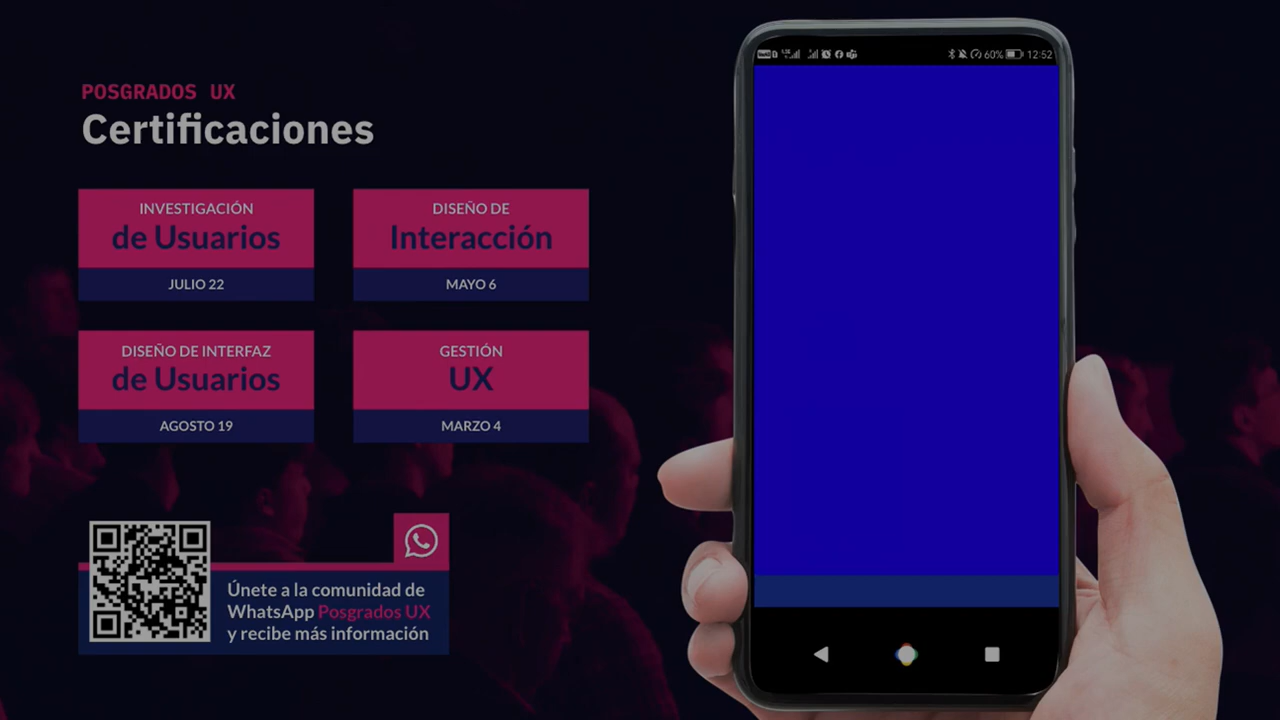 POSGRADOS UX
Certificaciones
INVESTIGACIÓN
de Usuarios
JULIO 22
DISEÑO DE
Interacción
MAYO 6
DISEÑO DE INTERFAZ
de Usuarios
AGOSTO 19
GESTIÓN
UX
MARZO 4
Únete a la comunidad de
WhatsApp Posgrados UX
y recibe más información
60% 12:52